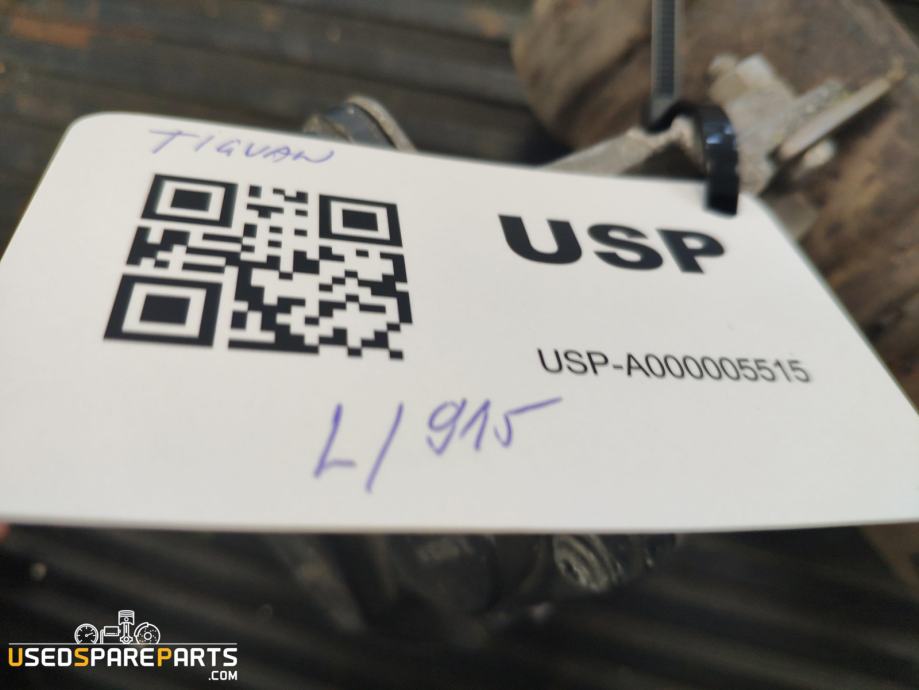 TIGUAN
USP
USP-A000005515
L/915
USEDSPAREPARTS
.COM